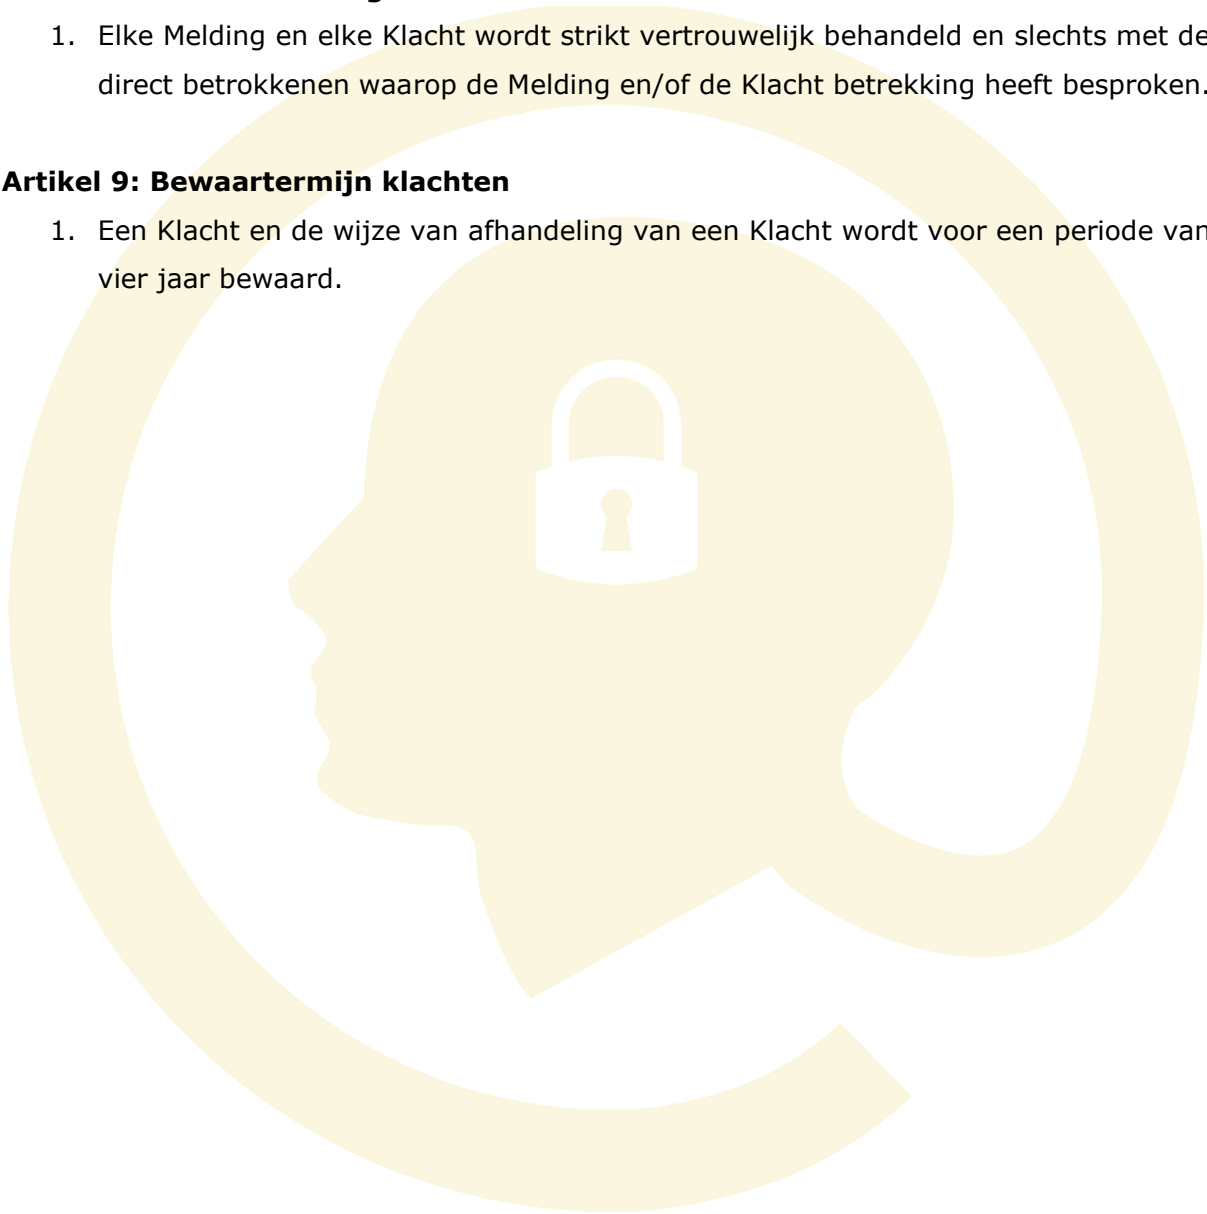 1. Elke Melding en elke Klacht wordt strikt vertrouwelijk behandeld en slechts met de
direct betrokkenen waarop de Melding en/of de Klacht betrekking heeft besproken.
Artikel 9: Bewaartermijn klachten
1. Een Klacht en de wijze van afhandeling van een Klacht wordt voor een periode van
vier jaar bewaard.